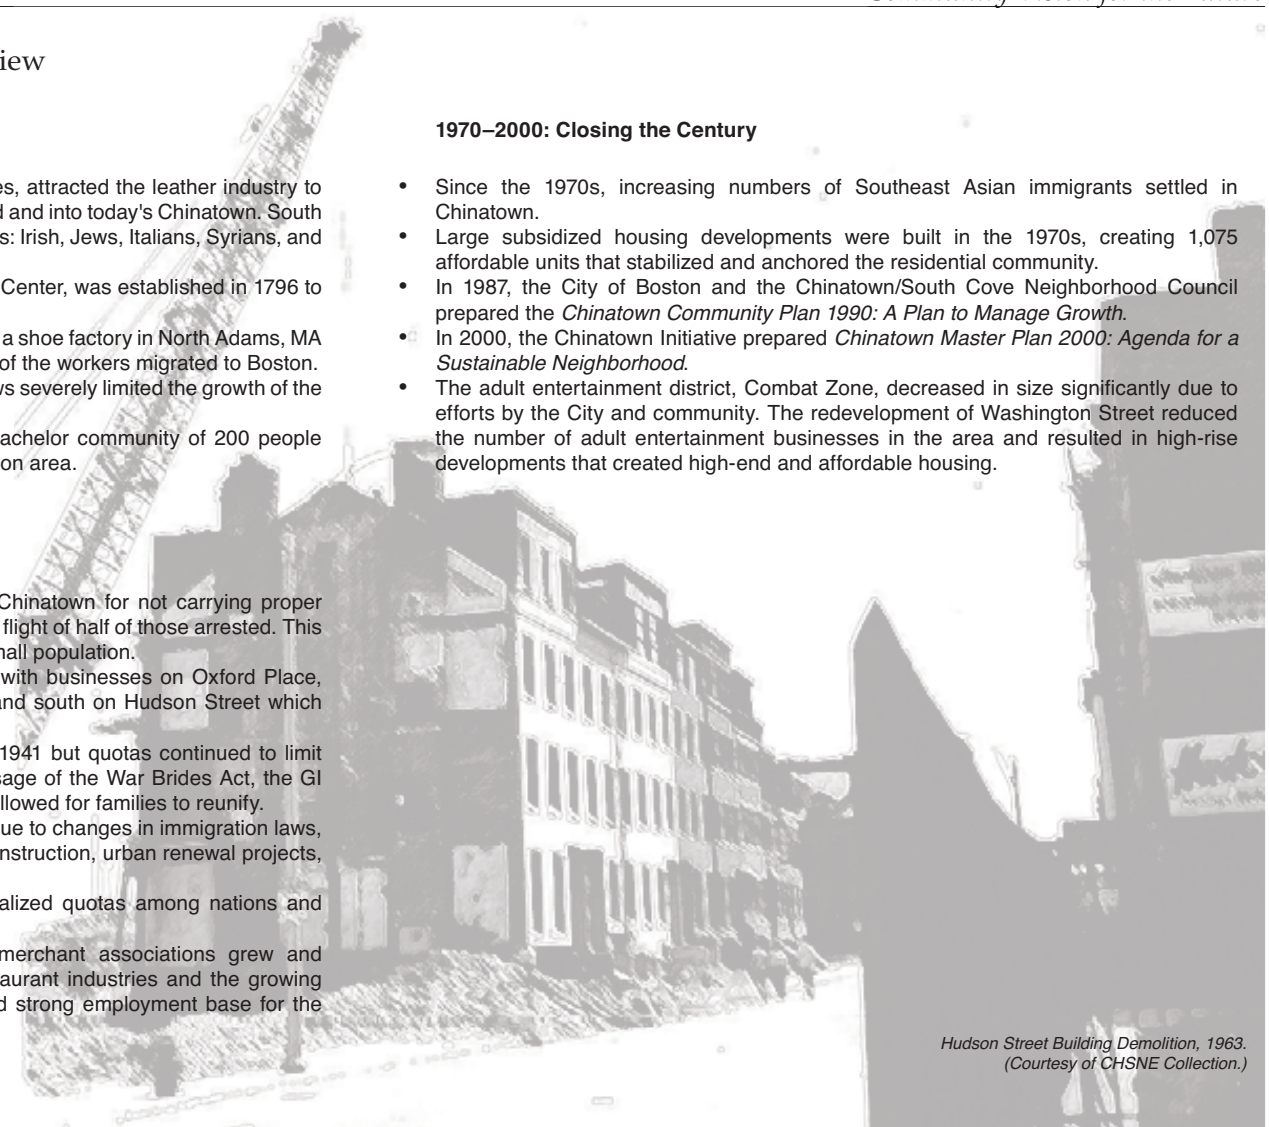 iew
es, attracted the leather industry to
d and into today's Chinatown. South
s: Irish, Jews, Italians, Syrians, and
Center, was established in 1796 to
a shoe factory in North Adams, MA
of the workers migrated to Boston.
ws severely limited the growth of the
achelor community of 200 people
on area.
Chinatown for not carrying proper
flight of half of those arrested. This
nall population.
with businesses on Oxford Place,
and south on Hudson Street which
1941 but quotas continued to limit
sage of the War Brides Act, the GI
llowed for families to reunify.
ue to changes in immigration laws,
nstruction, urban renewal projects,
alized quotas among nations and
merchant associations grew and
aurant industries and the growing
d strong employment base for the
1970–2000: Closing the Century
• Since the 1970s, increasing numbers of Southeast Asian immigrants settled in
Chinatown.
• Large subsidized housing developments were built in the 1970s, creating 1,075
affordable units that stabilized and anchored the residential community.
• In 1987, the City of Boston and the Chinatown/South Cove Neighborhood Council
prepared the Chinatown Community Plan 1990: A Plan to Manage Growth.
• In 2000, the Chinatown Initiative prepared Chinatown Master Plan 2000: Agenda for a
Sustainable Neighborhood.
• The adult entertainment district, Combat Zone, decreased in size significantly due to
efforts by the City and community. The redevelopment of Washington Street reduced
the number of adult entertainment businesses in the area and resulted in high-rise
developments that created high-end and affordable housing.
Hudson Street Building Demolition, 1963.
(Courtesy of CHSNE Collection.)